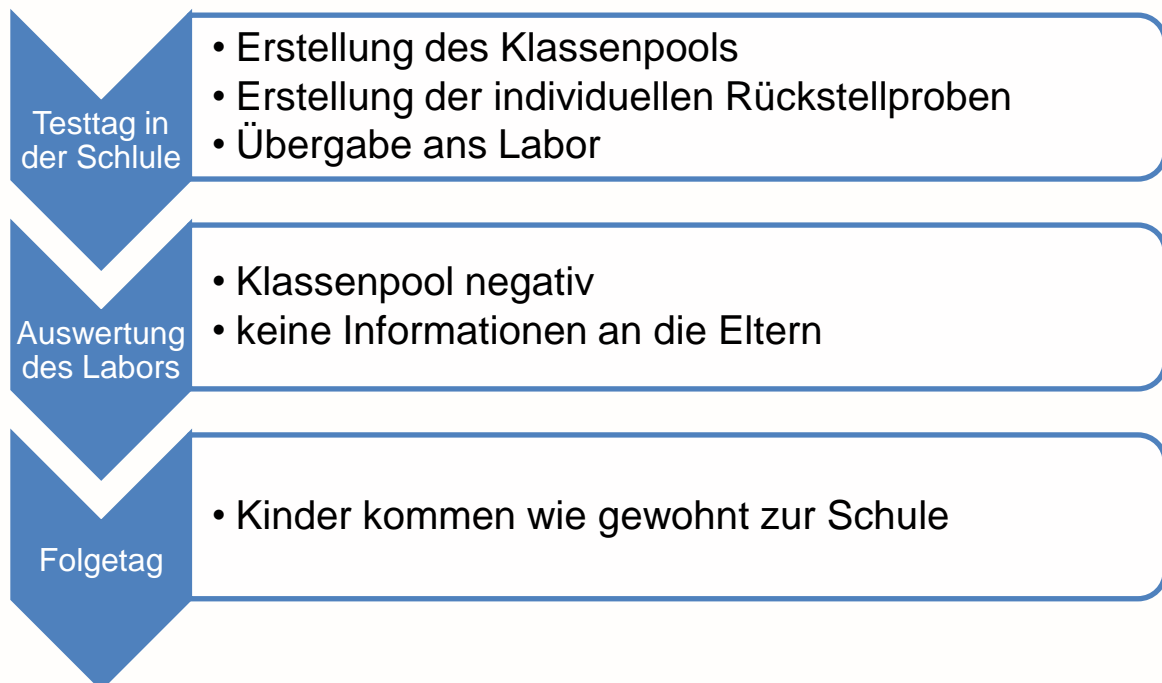 Testtag in
der Schlule
• Erstellung des Klassenpools
• Erstellung der individuellen Rückstellproben
• Übergabe ans Labor
Auswertung
des Labors
• Klassenpool negativ
• keine Informationen an die Eltern
Folgetag
• Kinder kommen wie gewohnt zur Schule